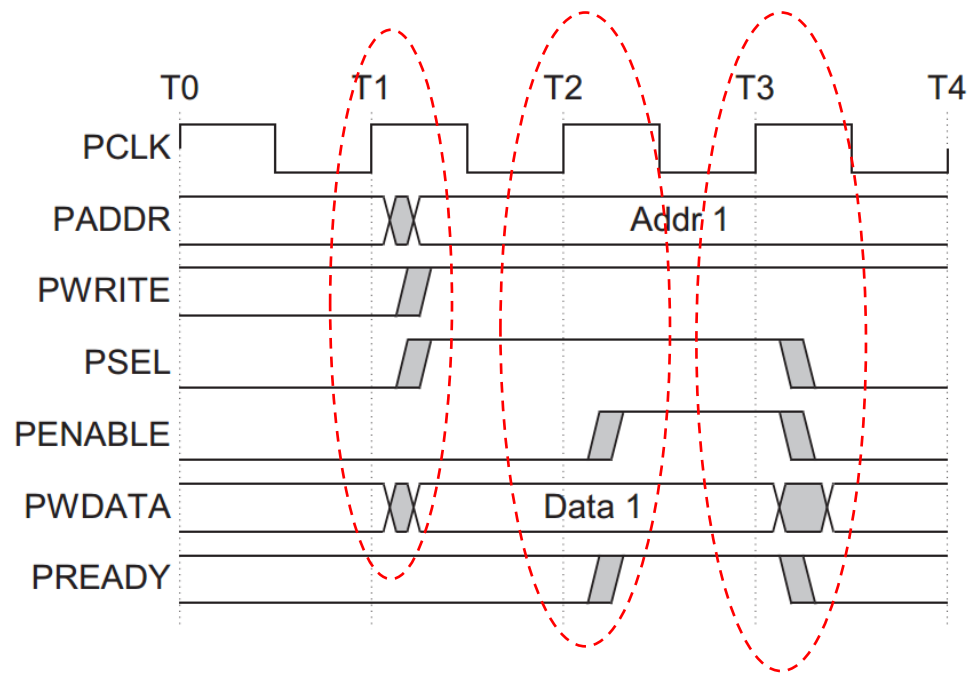 T0 T1 T2 T3 T4
PCLK
PADDR Addr 1
PWRITE
PSEL
PENABLE
PWDATA Data 1
PREADY